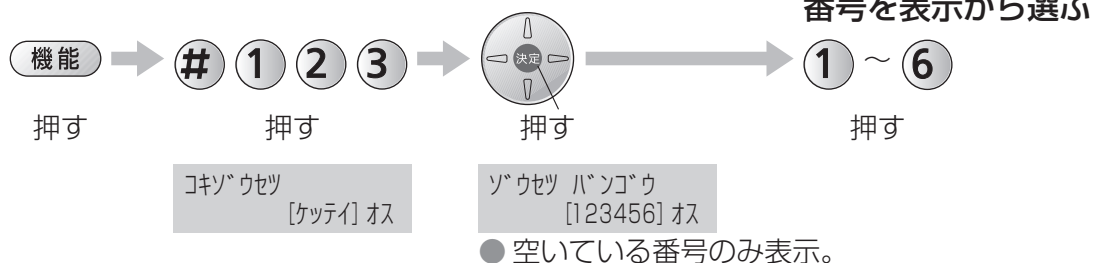 番号を表示から選ぶ
機能 # 1 2 3 決定 1 ～ 6
押す 押す 押す 押す
コキゾウセツ
[ケッテイ] オス
ゾウセツ バンゴウ
[123456] オス
● 空いている番号のみ表示。